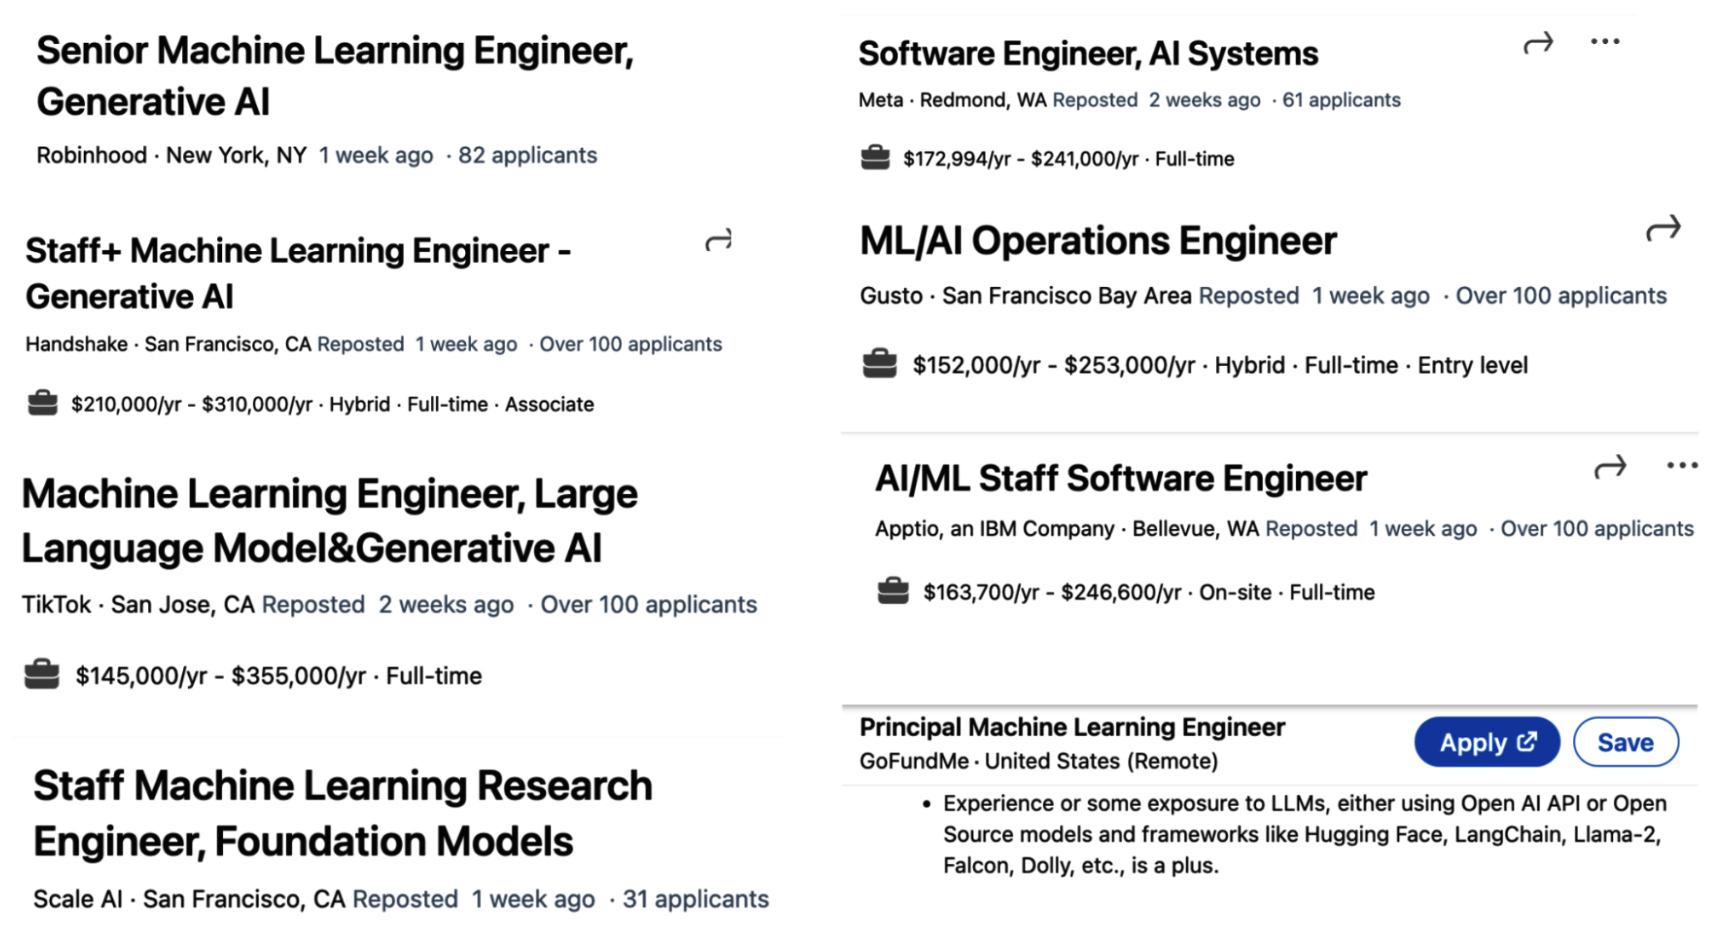 Senior Machine Learning Engineer,
Generative AI
Robinhood · New York, NY 1 week ago · 82 applicants
Staff+ Machine Learning Engineer -
Generative AI
Handshake · San Francisco, CA Reposted 1 week ago · Over 100 applicants
$210,000/yr - $310,000/yr · Hybrid · Full-time · Associate
Machine Learning Engineer, Large
Language Model&Generative AI
TikTok · San Jose, CA Reposted 2 weeks ago · Over 100 applicants
$145,000/yr - $355,000/yr · Full-time
Staff Machine Learning Research
Engineer, Foundation Models
Scale AI · San Francisco, CA Reposted 1 week ago · 31 applicants
Software Engineer, AI Systems
Meta · Redmond, WA Reposted 2 weeks ago · 61 applicants
$172,994/yr - $241,000/yr · Full-time
ML/AI Operations Engineer
Gusto · San Francisco Bay Area Reposted 1 week ago · Over 100 applicants
$152,000/yr - $253,000/yr · Hybrid · Full-time · Entry level
AI/ML Staff Software Engineer
Apptio, an IBM Company · Bellevue, WA Reposted 1 week ago · Over 100 applicants
$163,700/yr - $246,600/yr · On-site · Full-time
Principal Machine Learning Engineer
GoFundMe · United States (Remote)
Apply
Save
• Experience or some exposure to LLMs, either using Open AI API or Open
Source models and frameworks like Hugging Face, LangChain, Llama-2,
Falcon, Dolly, etc., is a plus.